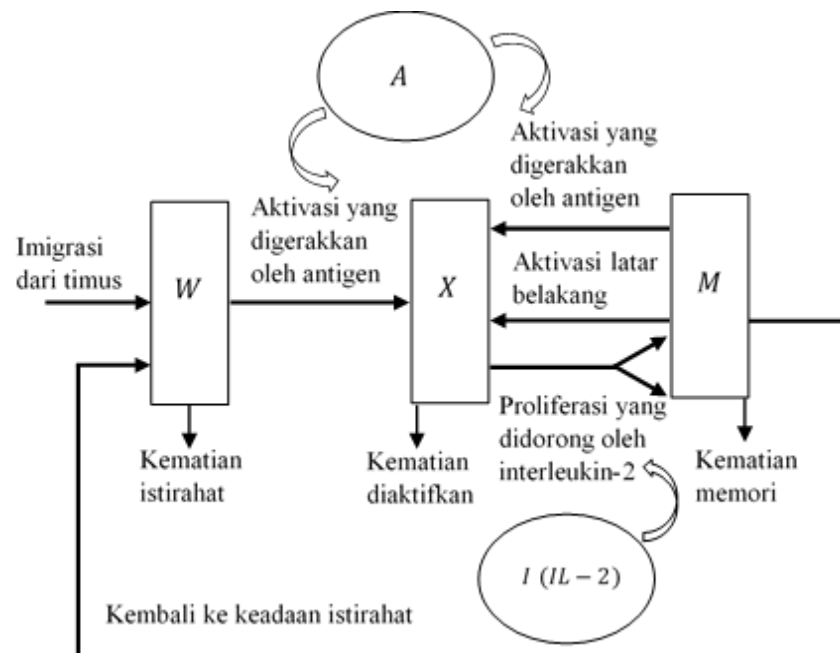 A
Aktivasi yang
digerakkan
oleh antigen
Aktivasi yang
digerakkan
oleh antigen
Imigrasi
dari timus
W
X
Aktivasi latar
belakang
M
Proliferasi yang
didorong oleh
interleukin-2
Kematian
istirahat
Kematian
diaktifkan
Kematian
memori
I (IL − 2)
Kembali ke keadaan istirahat